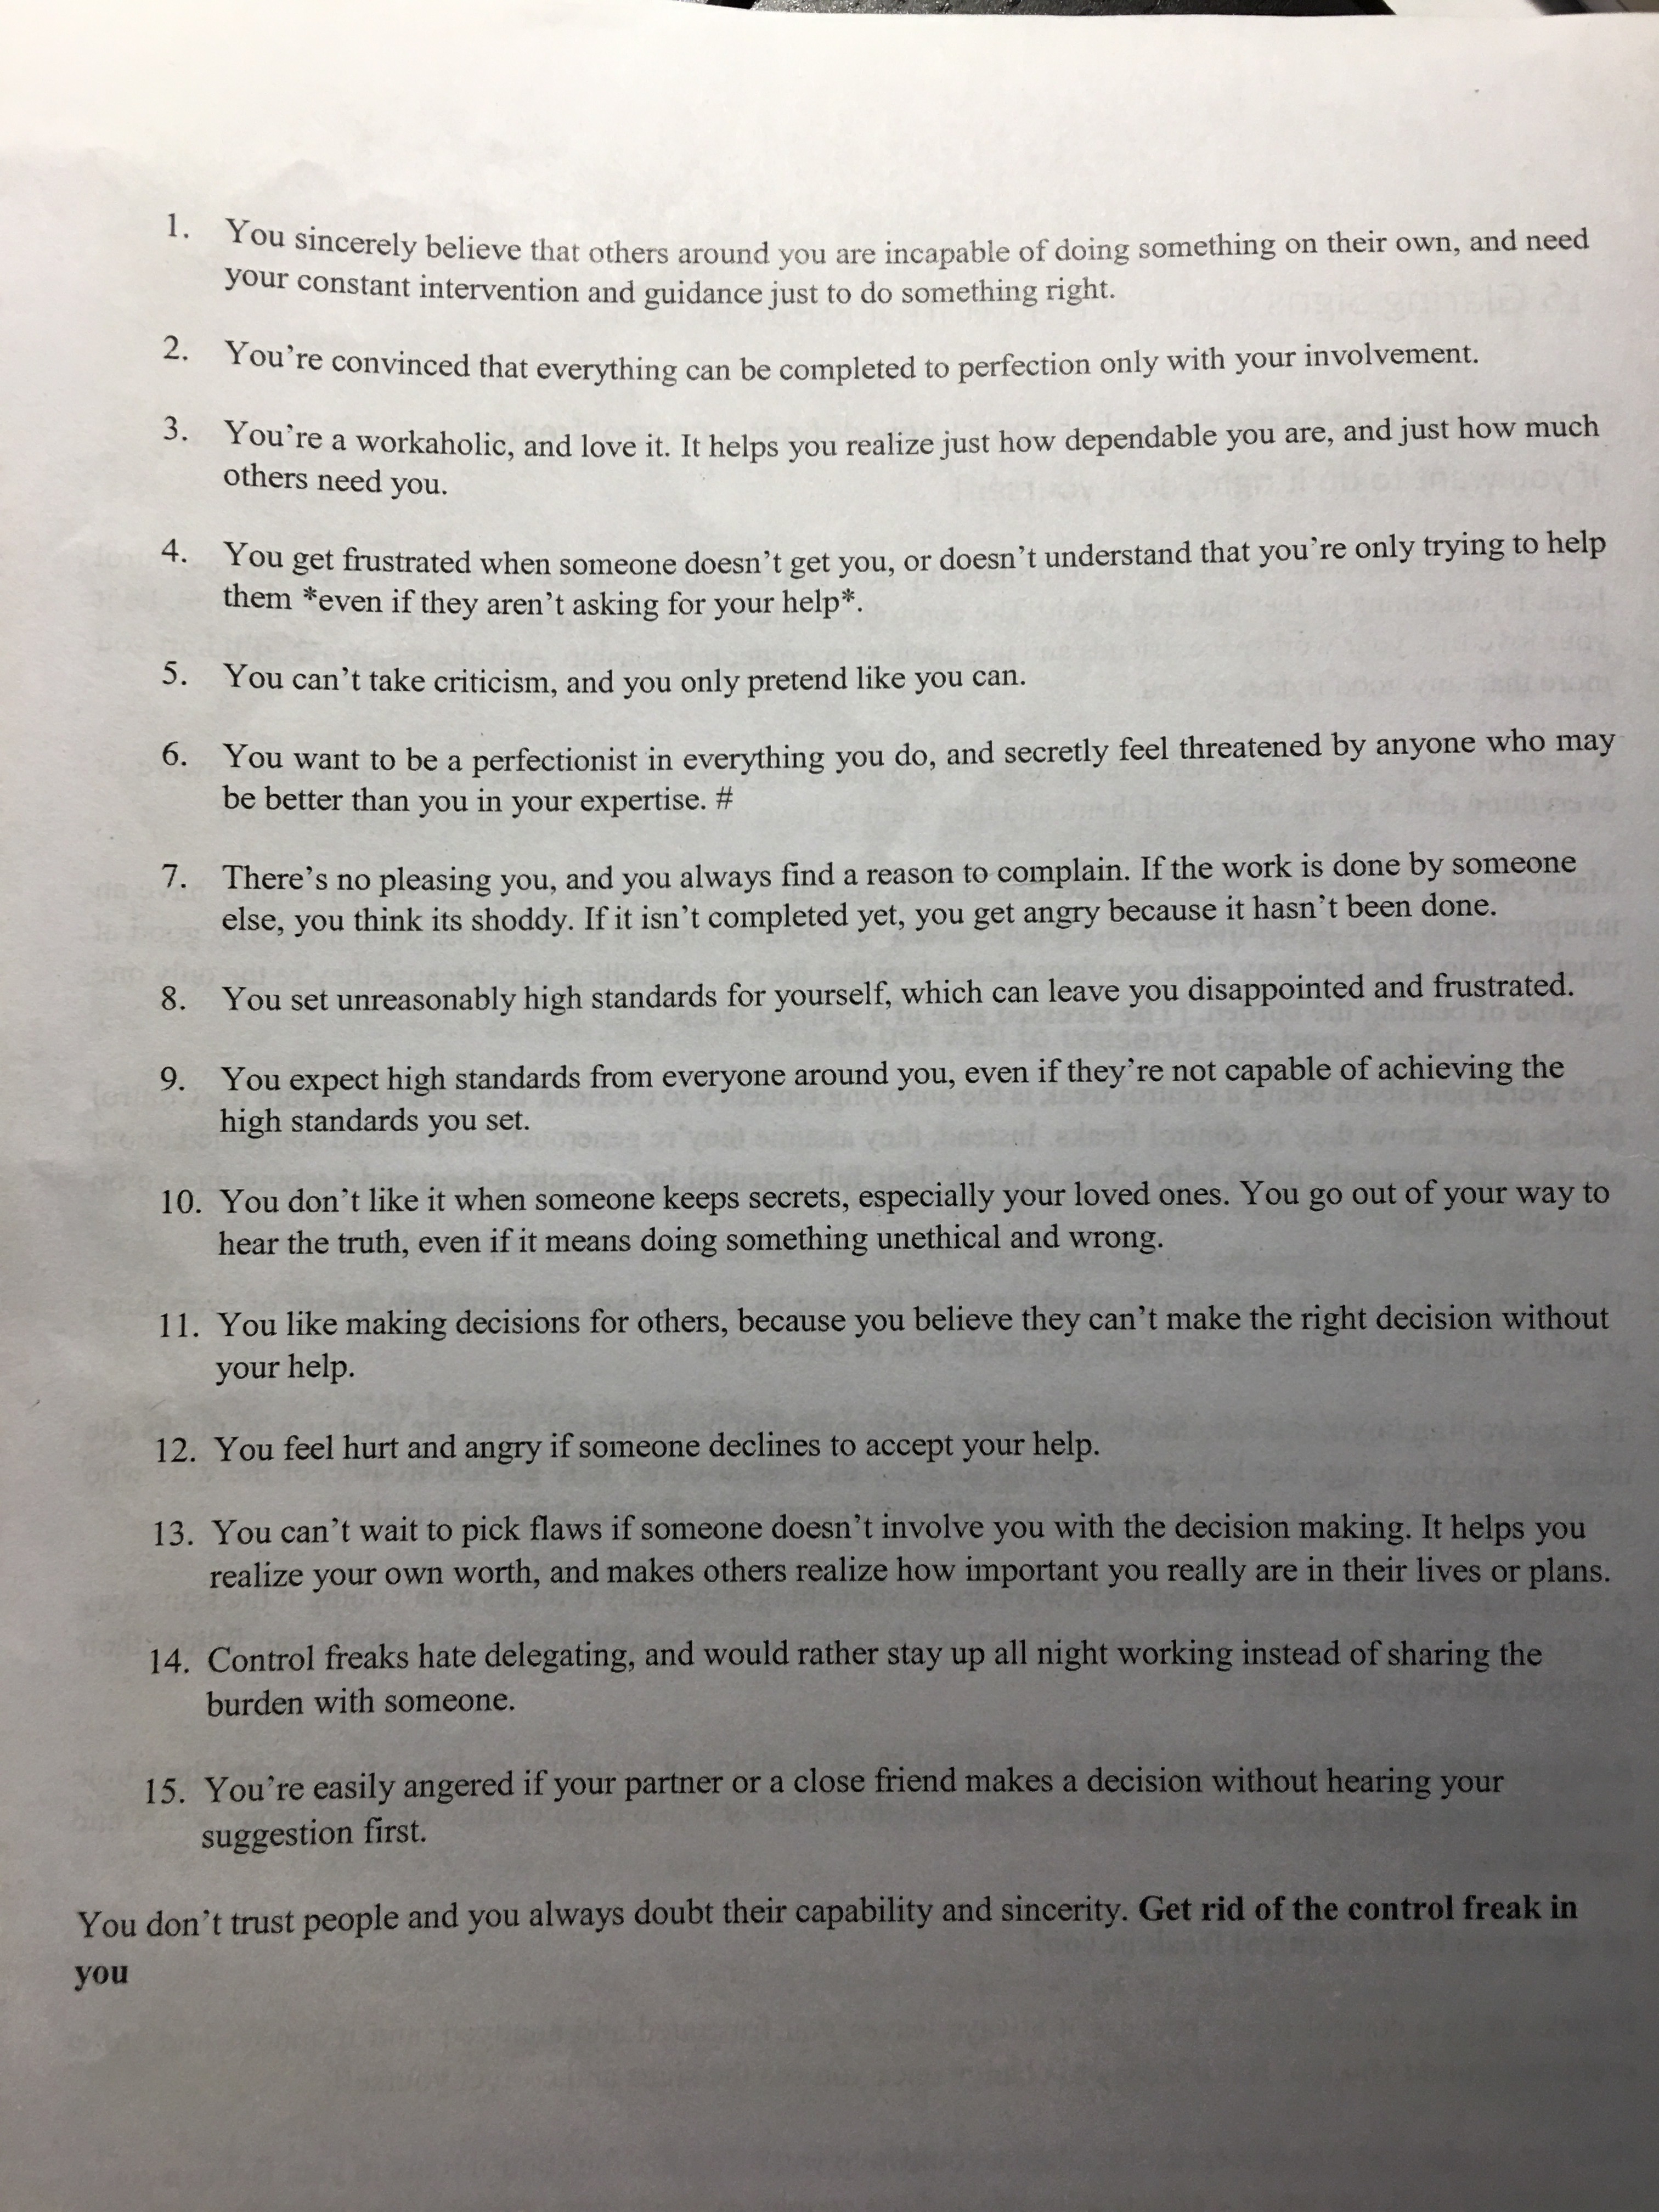 1. You sincerely believe that others around you are incapable of doing something on their own, and need
your constant intervention and guidance just to do something right.
2. You’re convinced that everything can be completed to perfection only with your involvement.
3. You’re a workaholic, and love it. It helps you realize just how dependable you are, and just how much
others need you.
4. You get frustrated when someone doesn’t get you, or doesn’t understand that you’re only trying to help
them *even if they aren’t asking for your help*.
5. You can’t take criticism, and you only pretend like you can.
6. You want to be a perfectionist in everything you do, and secretly feel threatened by anyone who may
be better than you in your expertise. #
7. There’s no pleasing you, and you always find a reason to complain. If the work is done by someone
else, you think its shoddy. If it isn’t completed yet, you get angry because it hasn’t been done.
8. You set unreasonably high standards for yourself, which can leave you disappointed and frustrated.
9. You expect high standards from everyone around you, even if they’re not capable of achieving the
high standards you set.
10. You don’t like it when someone keeps secrets, especially your loved ones. You go out of your way to
hear the truth, even if it means doing something unethical and wrong.
11. You like making decisions for others, because you believe they can’t make the right decision without
your help.
12. You feel hurt and angry if someone declines to accept your help.
13. You can’t wait to pick flaws if someone doesn’t involve you with the decision making. It helps you
realize your own worth, and makes others realize how important you really are in their lives or plans.
14. Control freaks hate delegating, and would rather stay up all night working instead of sharing the
burden with someone.
15. You’re easily angered if your partner or a close friend makes a decision without hearing your
suggestion first.
You don’t trust people and you always doubt their capability and sincerity. Get rid of the control freak in
you